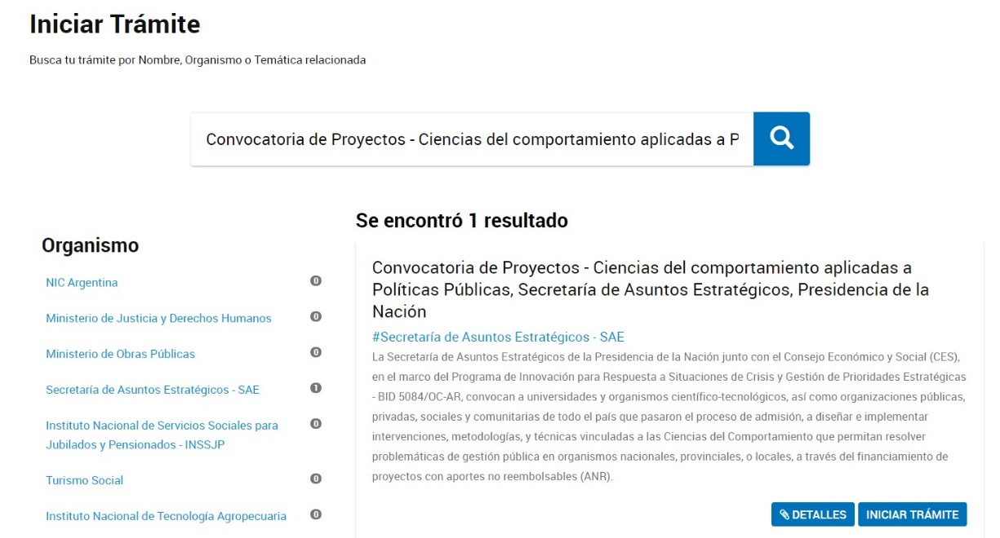 Iniciar Trámite
Busca tu trámite por Nombre, Organismo o Temática relacionada
Convocatoria de Proyectos - Ciencias del comportamiento aplicadas a P
Organismo
NIC Argentina 0
Ministerio de Justicia y Derechos Humanos 0
Ministerio de Obras Públicas 0
Secretaría de Asuntos Estratégicos - SAE 1
Instituto Nacional de Servicios Sociales para 0
Jubilados y Pensionados - INSSJP
Turismo Social 0
Instituto Nacional de Tecnología Agropecuaria 0
Se encontró 1 resultado
Convocatoria de Proyectos - Ciencias del comportamiento aplicadas a
Políticas Públicas, Secretaría de Asuntos Estratégicos, Presidencia de la
Nación
#Secretaría de Asuntos Estratégicos - SAE
La Secretaría de Asuntos Estratégicos de la Presidencia de la Nación junto con el Consejo Económico y Social (CES),
en el marco del Programa de Innovación para Respuesta a Situaciones de Crisis y Gestión de Prioridades Estratégicas
- BID 5084/OC-AR, convocan a universidades y organismos científico-tecnológicos, así como organizaciones públicas,
privadas, sociales y comunitarias de todo el país que pasaron el proceso de admisión, a diseñar e implementar
intervenciones, metodologías, y técnicas vinculadas a las Ciencias del Comportamiento que permitan resolver
problemáticas de gestión pública en organismos nacionales, provinciales, o locales, a través del financiamiento de
proyectos con aportes no reembolsables (ANR).
DETALLES INICIAR TRÁMITE